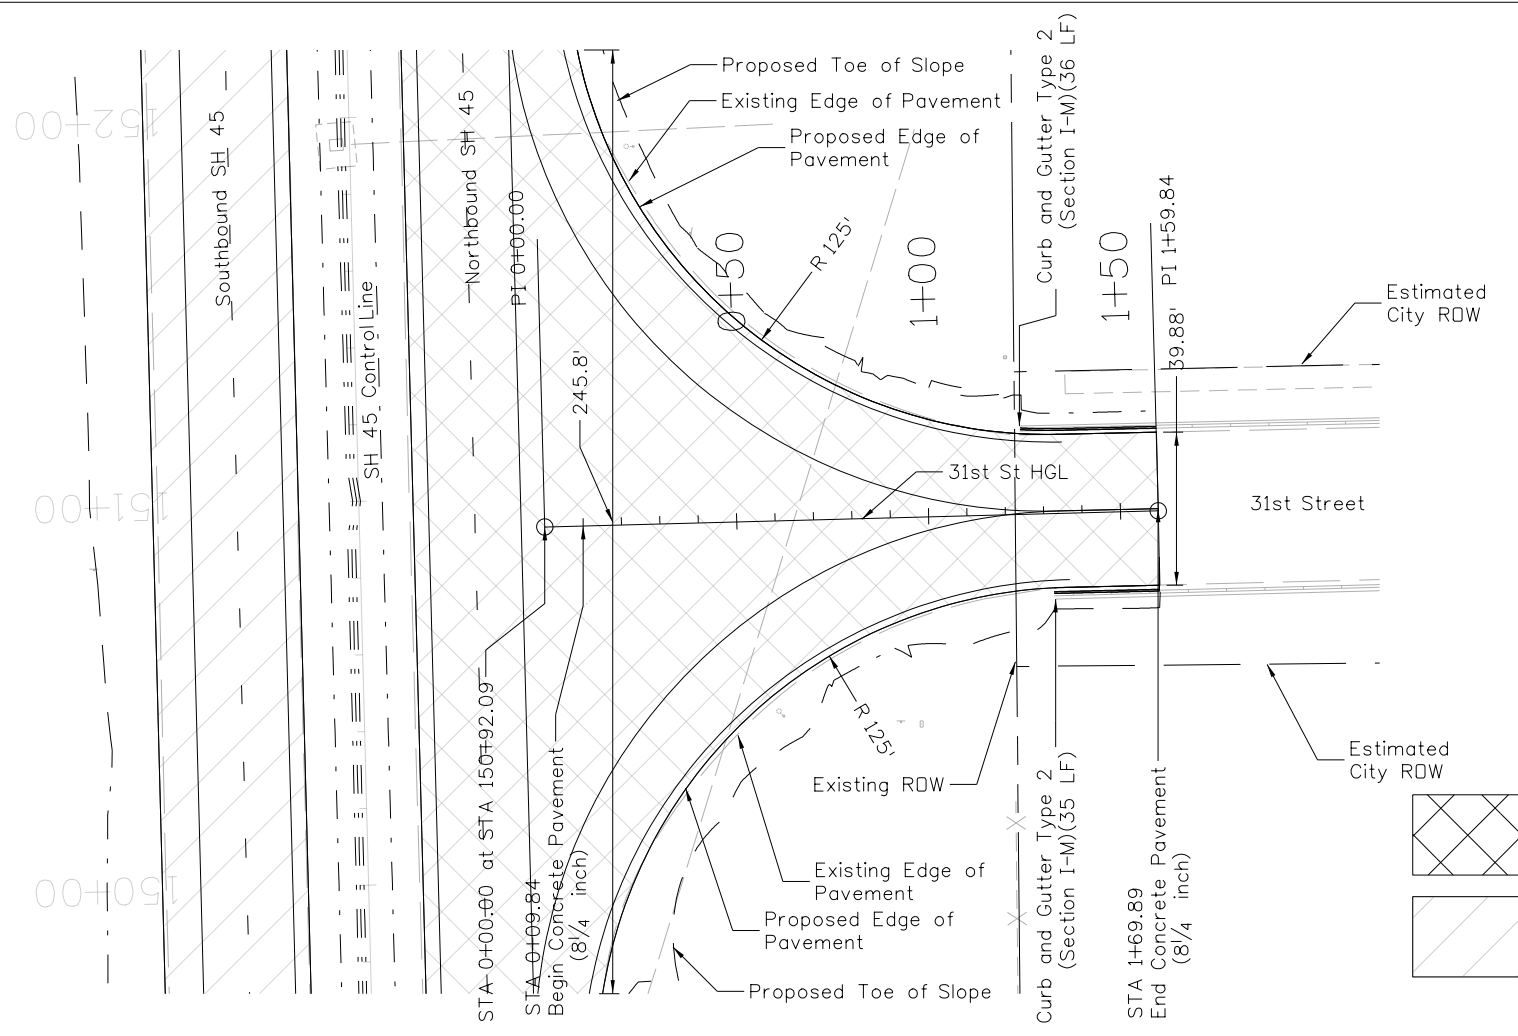 Proposed Toe of Slope
Existing Edge of Pavement
Proposed Edge of
Pavement
Curb and Gutter Type 2
(Section I-M)(36 LF)
152+00
Southbound SH 45
Northbound SH 45
PI 0+00.00
SH 45 Control Line
0+50
R 125'
1+00
1+50
PI 1+59.84
39.88'
Estimated
City ROW
245.8'
31st St HGL
151+00
31st Street
STA 0+00.00 at STA 150+92.09
STA 0+09.84
Begin Concrete Pavement
(8 1/4 inch)
R 125'
Existing ROW
Estimated
City ROW
Curb and Gutter Type 2
(Section I-M)(35 LF)
STA 1+69.89
End Concrete Pavement
(8 1/4 inch)
150+00
Existing Edge of
Pavement
Proposed Edge of
Pavement
Proposed Toe of Slope